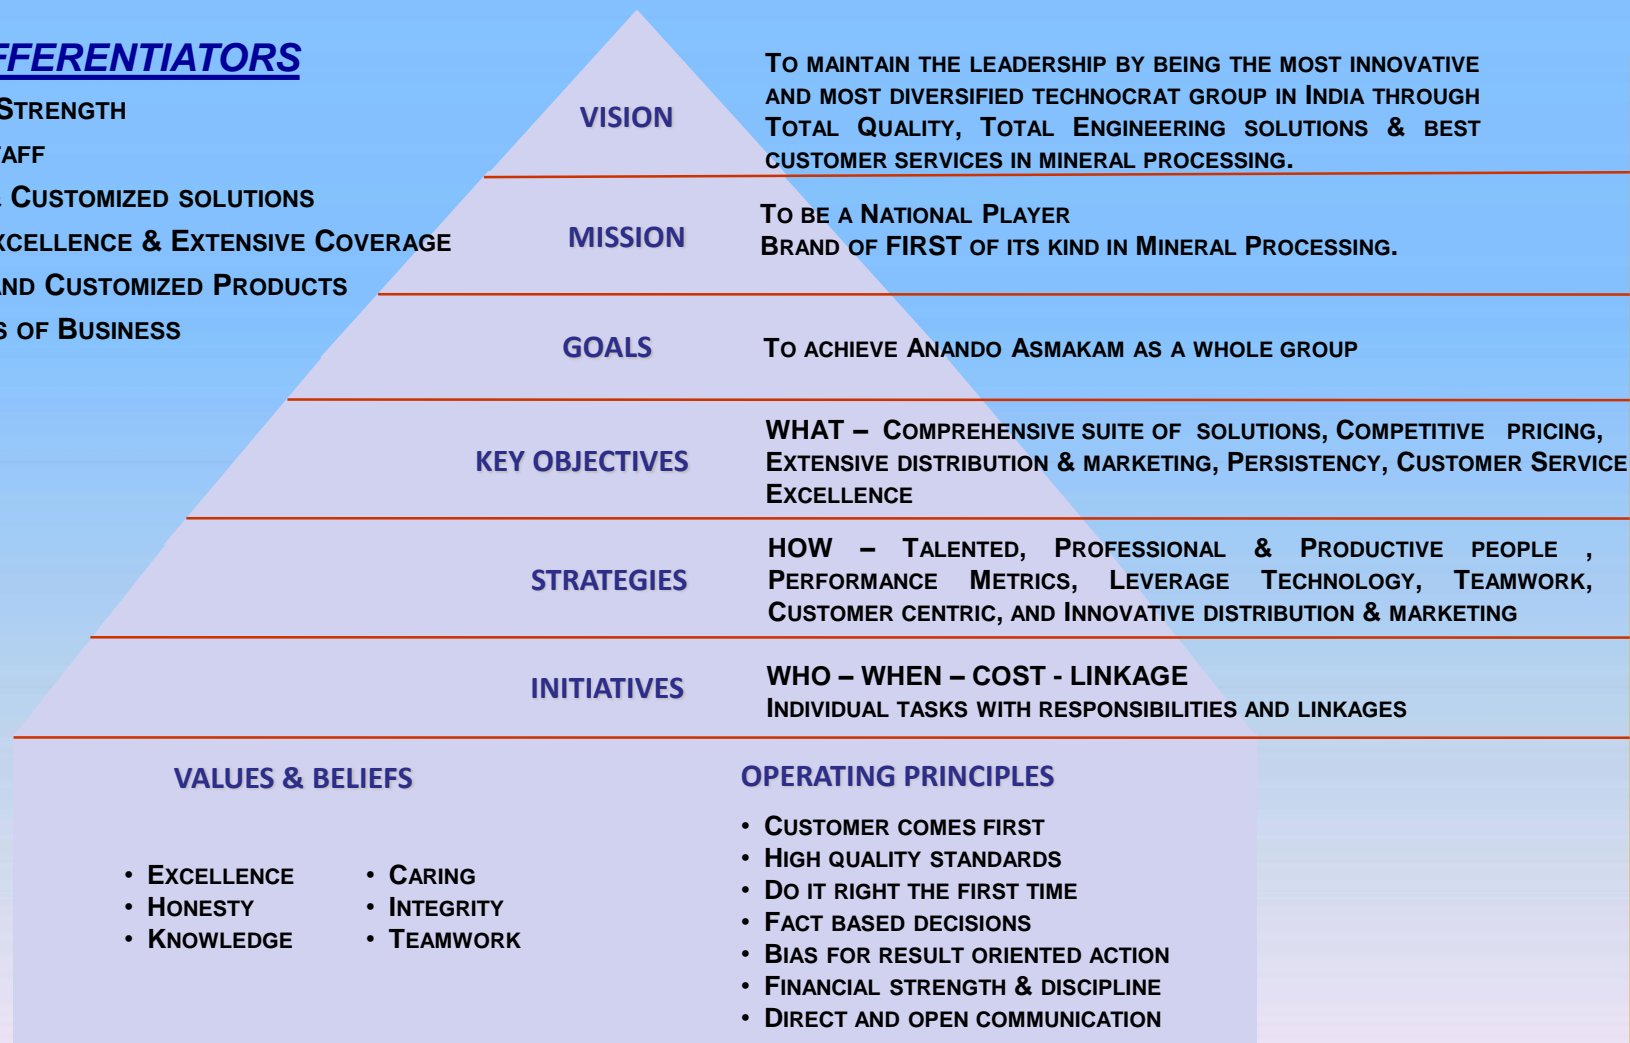 FFERENTIATORS
STRENGTH
AFF
CUSTOMIZED SOLUTIONS
XCELLENCE & EXTENSIVE COVERAGE
AND CUSTOMIZED PRODUCTS
S OF BUSINESS
VISION
TO MAINTAIN THE LEADERSHIP BY BEING THE MOST INNOVATIVE
AND MOST DIVERSIFIED TECHNOCRAT GROUP IN INDIA THROUGH
TOTAL QUALITY, TOTAL ENGINEERING SOLUTIONS & BEST
CUSTOMER SERVICES IN MINERAL PROCESSING.
MISSION
TO BE A NATIONAL PLAYER
BRAND OF FIRST OF ITS KIND IN MINERAL PROCESSING.
GOALS
TO ACHIEVE ANANDO ASMAKAM AS A WHOLE GROUP
KEY OBJECTIVES
WHAT – COMPREHENSIVE SUITE OF SOLUTIONS, COMPETITIVE PRICING,
EXTENSIVE DISTRIBUTION & MARKETING, PERSISTENCY, CUSTOMER SERVICE
EXCELLENCE
STRATEGIES
HOW – TALENTED, PROFESSIONAL & PRODUCTIVE PEOPLE ,
PERFORMANCE METRICS, LEVERAGE TECHNOLOGY, TEAMWORK,
CUSTOMER CENTRIC, AND INNOVATIVE DISTRIBUTION & MARKETING
INITIATIVES
WHO – WHEN – COST - LINKAGE
INDIVIDUAL TASKS WITH RESPONSIBILITIES AND LINKAGES
VALUES & BELIEFS
• EXCELLENCE
• HONESTY
• KNOWLEDGE
• CARING
• INTEGRITY
• TEAMWORK
OPERATING PRINCIPLES
• CUSTOMER COMES FIRST
• HIGH QUALITY STANDARDS
• DO IT RIGHT THE FIRST TIME
• FACT BASED DECISIONS
• BIAS FOR RESULT ORIENTED ACTION
• FINANCIAL STRENGTH & DISCIPLINE
• DIRECT AND OPEN COMMUNICATION